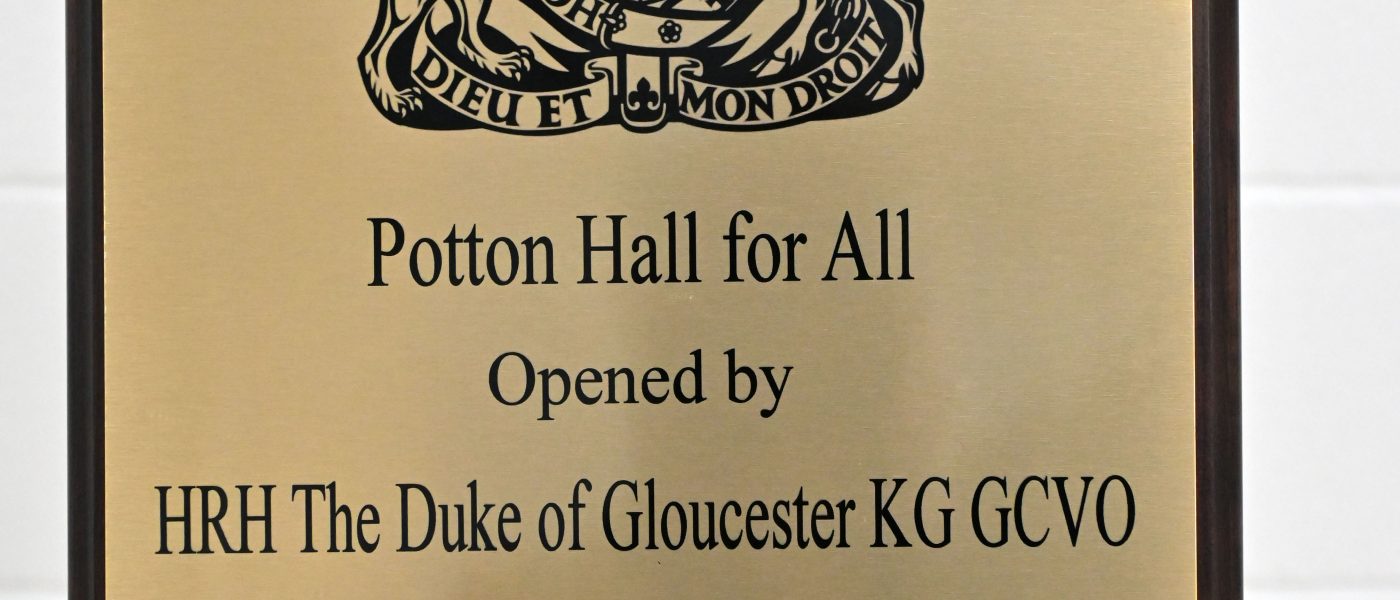 DIEU ET MON DROIT
Potton Hall for All
Opened by
HRH The Duke of Gloucester KG GCVO